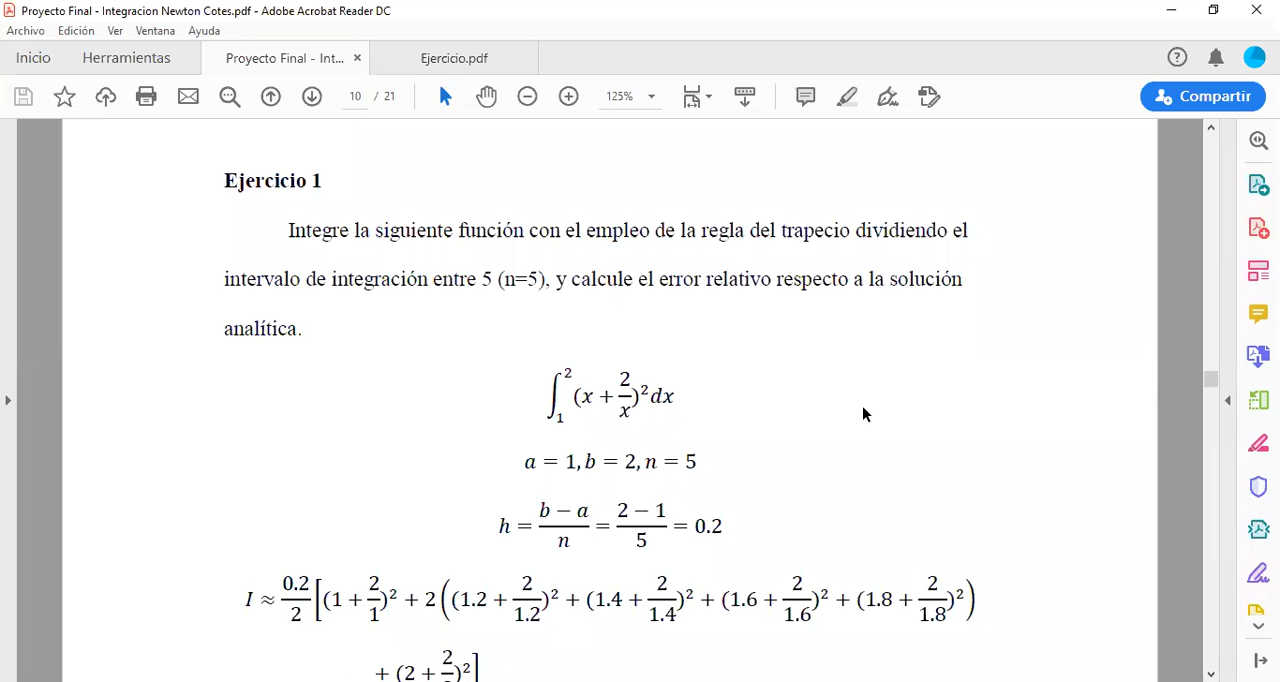 Proyecto Final - Integracion Newton Cotes.pdf - Adobe Acrobat Reader DC
Archivo Edición Ver Ventana Ayuda
Inicio Herramientas Proyecto Final - Int... × Ejercicio.pdf
10 / 21 125% Compartir
Ejercicio 1
Integre la siguiente función con el empleo de la regla del trapecio dividiendo el
intervalo de integración entre 5 (n=5), y calcule el error relativo respecto a la solución
analítica.
∫₁² (x + 2/x)² dx
a = 1, b = 2, n = 5
h = (b − a)/n = (2 − 1)/5 = 0.2
I ≈ 0.2/2 [(1 + 2/1)² + 2 ((1.2 + 2/1.2)² + (1.4 + 2/1.4)² + (1.6 + 2/1.6)² + (1.8 + 2/1.8)²)
+ (2 + 2/
)²]